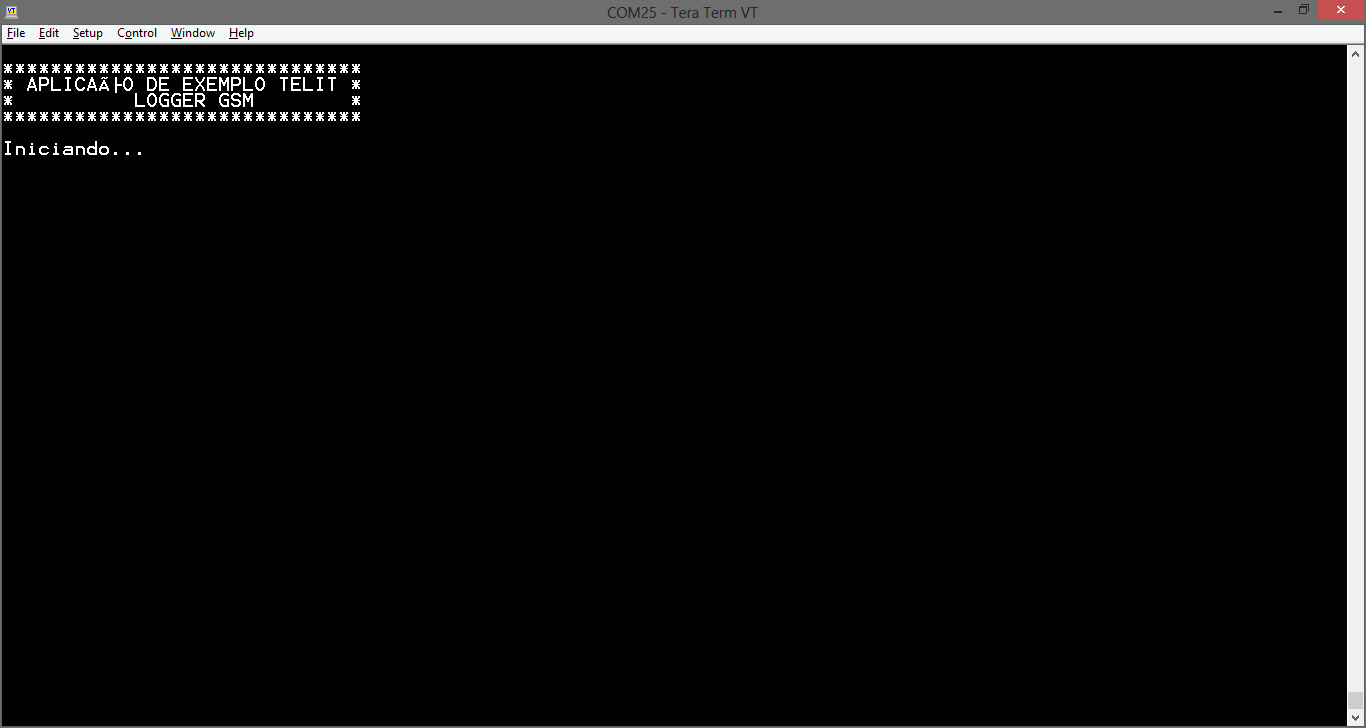 COM25 - Tera Term VT
File Edit Setup Control Window Help
******************************
* APLICAÃ├O DE EXEMPLO TELIT *
*          LOGGER GSM        *
******************************
Iniciando...